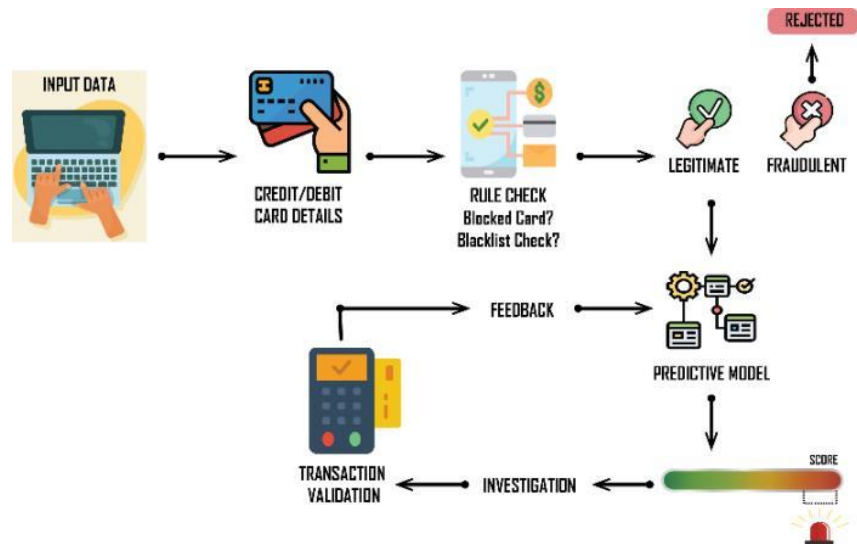 REJECTED
INPUT DATA
CREDIT/DEBIT
CARD DETAILS
RULE CHECK
Blocked Card?
Blacklist Check?
LEGITIMATE
FRAUDULENT
FEEDBACK
PREDICTIVE MODEL
SCORE
INVESTIGATION
TRANSACTION
VALIDATION